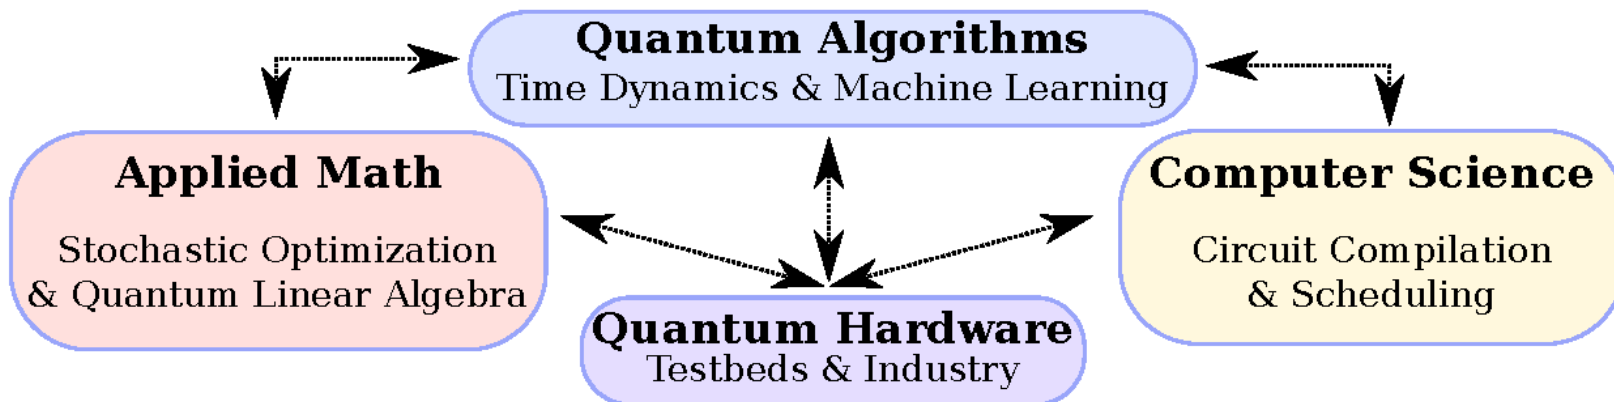 Quantum Algorithms
Time Dynamics & Machine Learning
Applied Math
Stochastic Optimization
& Quantum Linear Algebra
Computer Science
Circuit Compilation
& Scheduling
Quantum Hardware
Testbeds & Industry